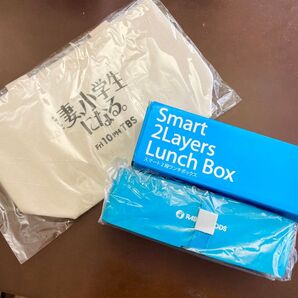 妻、小学生
になる。
Fri 10 PM TBS
Smart
2Layers
Lunch Box
スマート2段ランチボックス